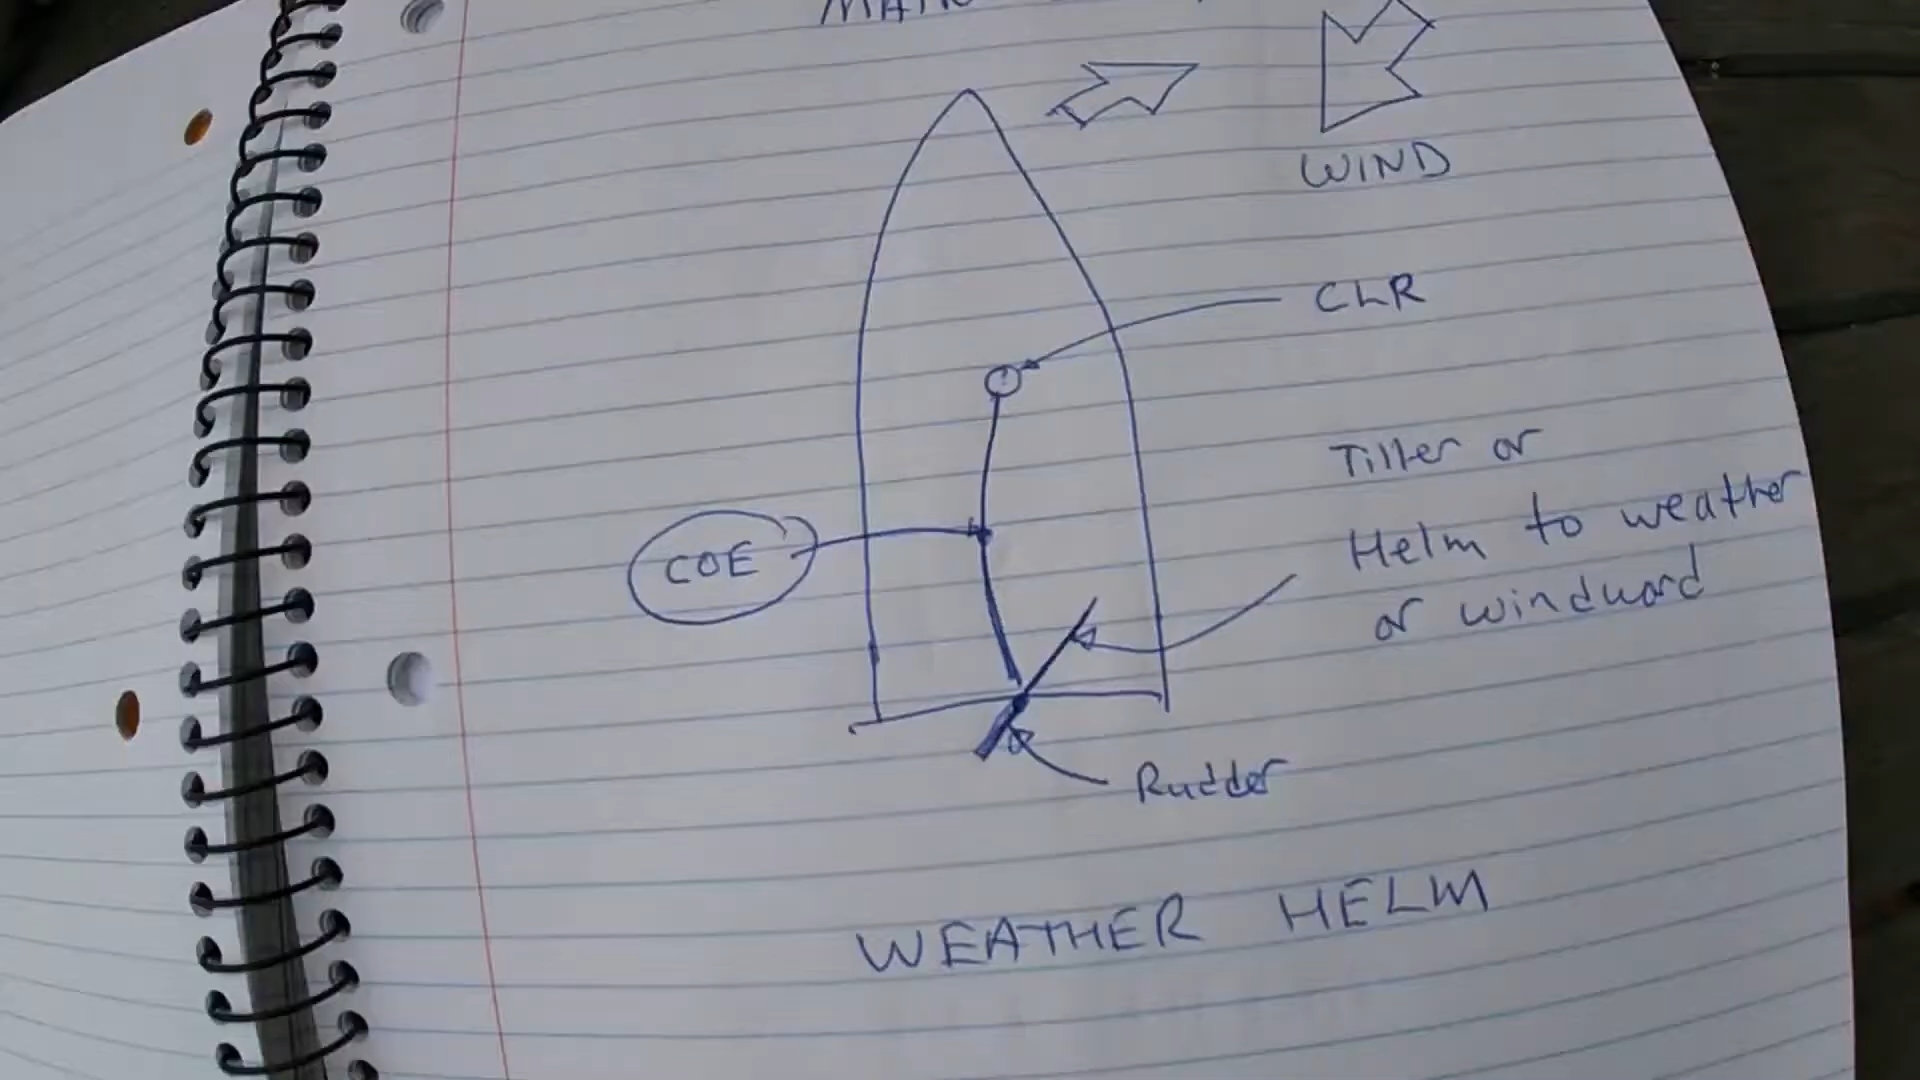 WIND
CLR
Tiller or
Helm to weather
or windward
COE
Rudder
WEATHER HELM